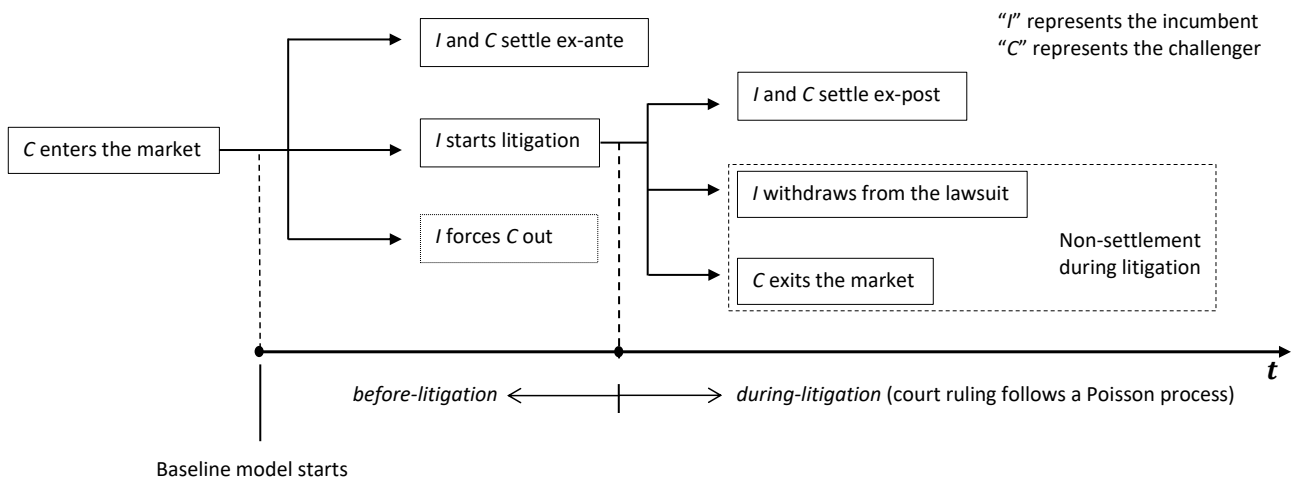 “I” represents the incumbent
“C” represents the challenger
I and C settle ex-ante
I and C settle ex-post
C enters the market
I starts litigation
I withdraws from the lawsuit
I forces C out
Non-settlement
during litigation
C exits the market
t
before-litigation
during-litigation (court ruling follows a Poisson process)
Baseline model starts